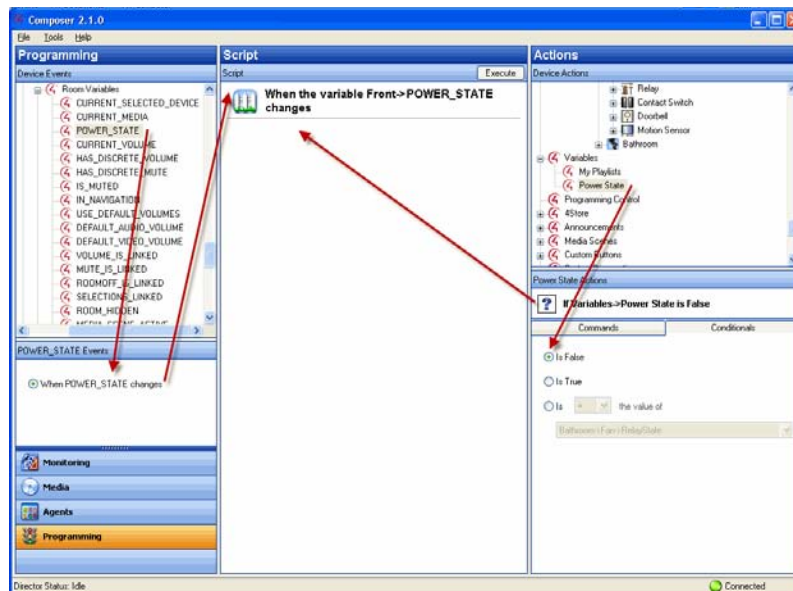 Composer 2.1.0
File Tools Help
Programming
Device Events
Room Variables
CURRENT_SELECTED_DEVICE
CURRENT_MEDIA
POWER_STATE
CURRENT_VOLUME
HAS_DISCRETE_VOLUME
HAS_DISCRETE_MUTE
IS_MUTED
IN_NAVIGATION
USE_DEFAULT_VOLUMES
DEFAULT_AUDIO_VOLUME
DEFAULT_VIDEO_VOLUME
VOLUME_IS_LINKED
MUTE_IS_LINKED
ROOMOFF_IS_LINKED
SELECTIONS_LINKED
ROOM_HIDDEN
MEDIA_SCENE_ACTIVE
POWER_STATE Events
When POWER_STATE changes
Monitoring
Media
Agents
Programming
Script
Script Execute
When the variable Front->POWER_STATE
changes
Actions
Device Actions
Relay
Contact Switch
Doorbell
Motion Sensor
Bathroom
Variables
My Playlists
Power State
Programming Control
4Store
Announcements
Media Scenes
Custom Buttons
Power State Actions
If Variables->Power State is False
Commands Conditionals
Is False
Is True
Is = the value of
Bathroom->Fan->RelayState
Director Status: Idle
Connected